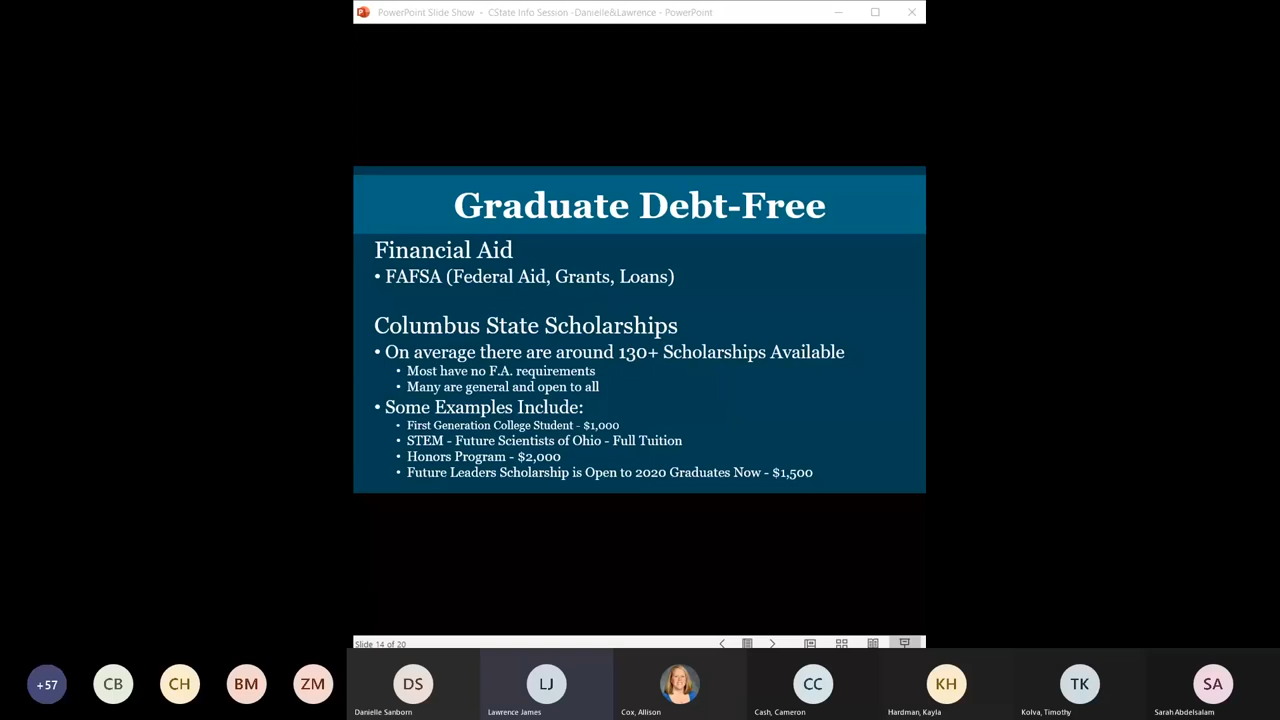 PowerPoint Slide Show - CState Info Session -Danielle&Lawrence - PowerPoint
Graduate Debt-Free
Financial Aid
• FAFSA (Federal Aid, Grants, Loans)
Columbus State Scholarships
• On average there are around 130+ Scholarships Available
• Most have no F.A. requirements
• Many are general and open to all
• Some Examples Include:
• First Generation College Student - $1,000
• STEM - Future Scientists of Ohio - Full Tuition
• Honors Program - $2,000
• Future Leaders Scholarship is Open to 2020 Graduates Now - $1,500
Slide 14 of 20
+57 CB CH BM ZM DS LJ CC KH TK SA
Danielle Sanborn Lawrence James Cox, Allison Cash, Cameron Hardman, Kayla Kolva, Timothy Sarah Abdelsalam